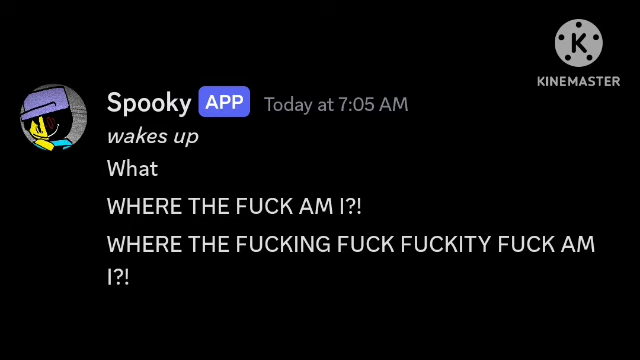 K
KINEMASTER
Spooky APP Today at 7:05 AM
wakes up
What
WHERE THE FUCK AM I?!
WHERE THE FUCKING FUCK FUCKITY FUCK AM
I?!